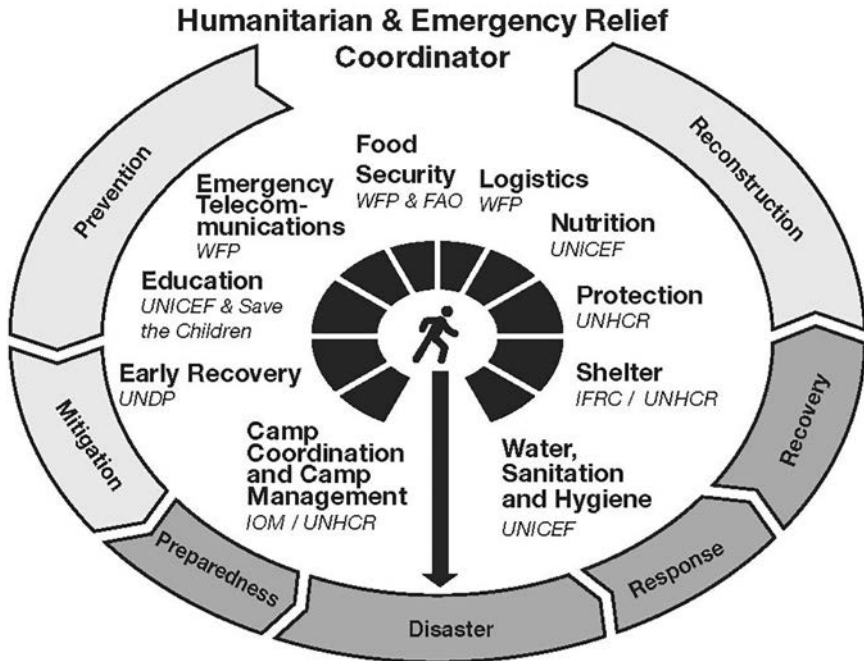 Humanitarian & Emergency Relief
Coordinator
Prevention
Mitigation
Preparedness
Disaster
Response
Recovery
Reconstruction
Camp
Coordination
and Camp
Management
IOM / UNHCR
Early Recovery
UNDP
Education
UNICEF & Save
the Children
Emergency
Telecom-
munications
WFP
Food
Security
WFP & FAO
Logistics
WFP
Nutrition
UNICEF
Protection
UNHCR
Shelter
IFRC / UNHCR
Water,
Sanitation
and Hygiene
UNICEF